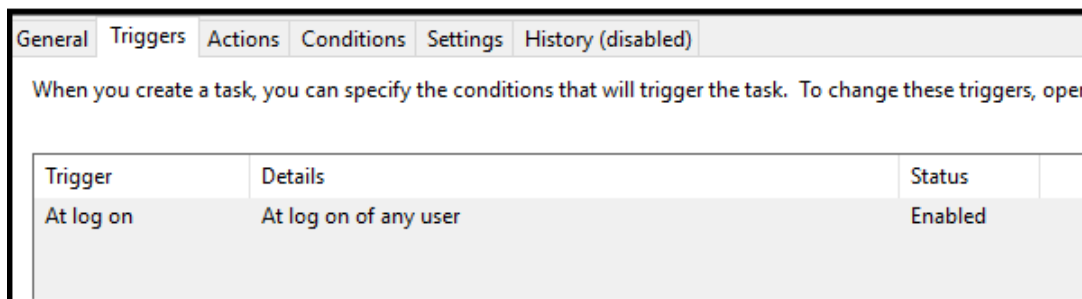 General Triggers Actions Conditions Settings History (disabled)
When you create a task, you can specify the conditions that will trigger the task. To change these triggers, oper
Trigger Details Status
At log on At log on of any user Enabled